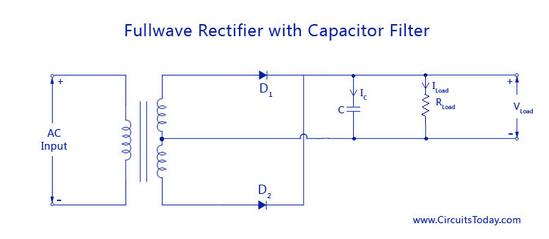 Fullwave Rectifier with Capacitor Filter
+
AC
Input
-
D1
D2
IC
C
ILoad
RLoad
+
VLoad
-
www.CircuitsToday.com